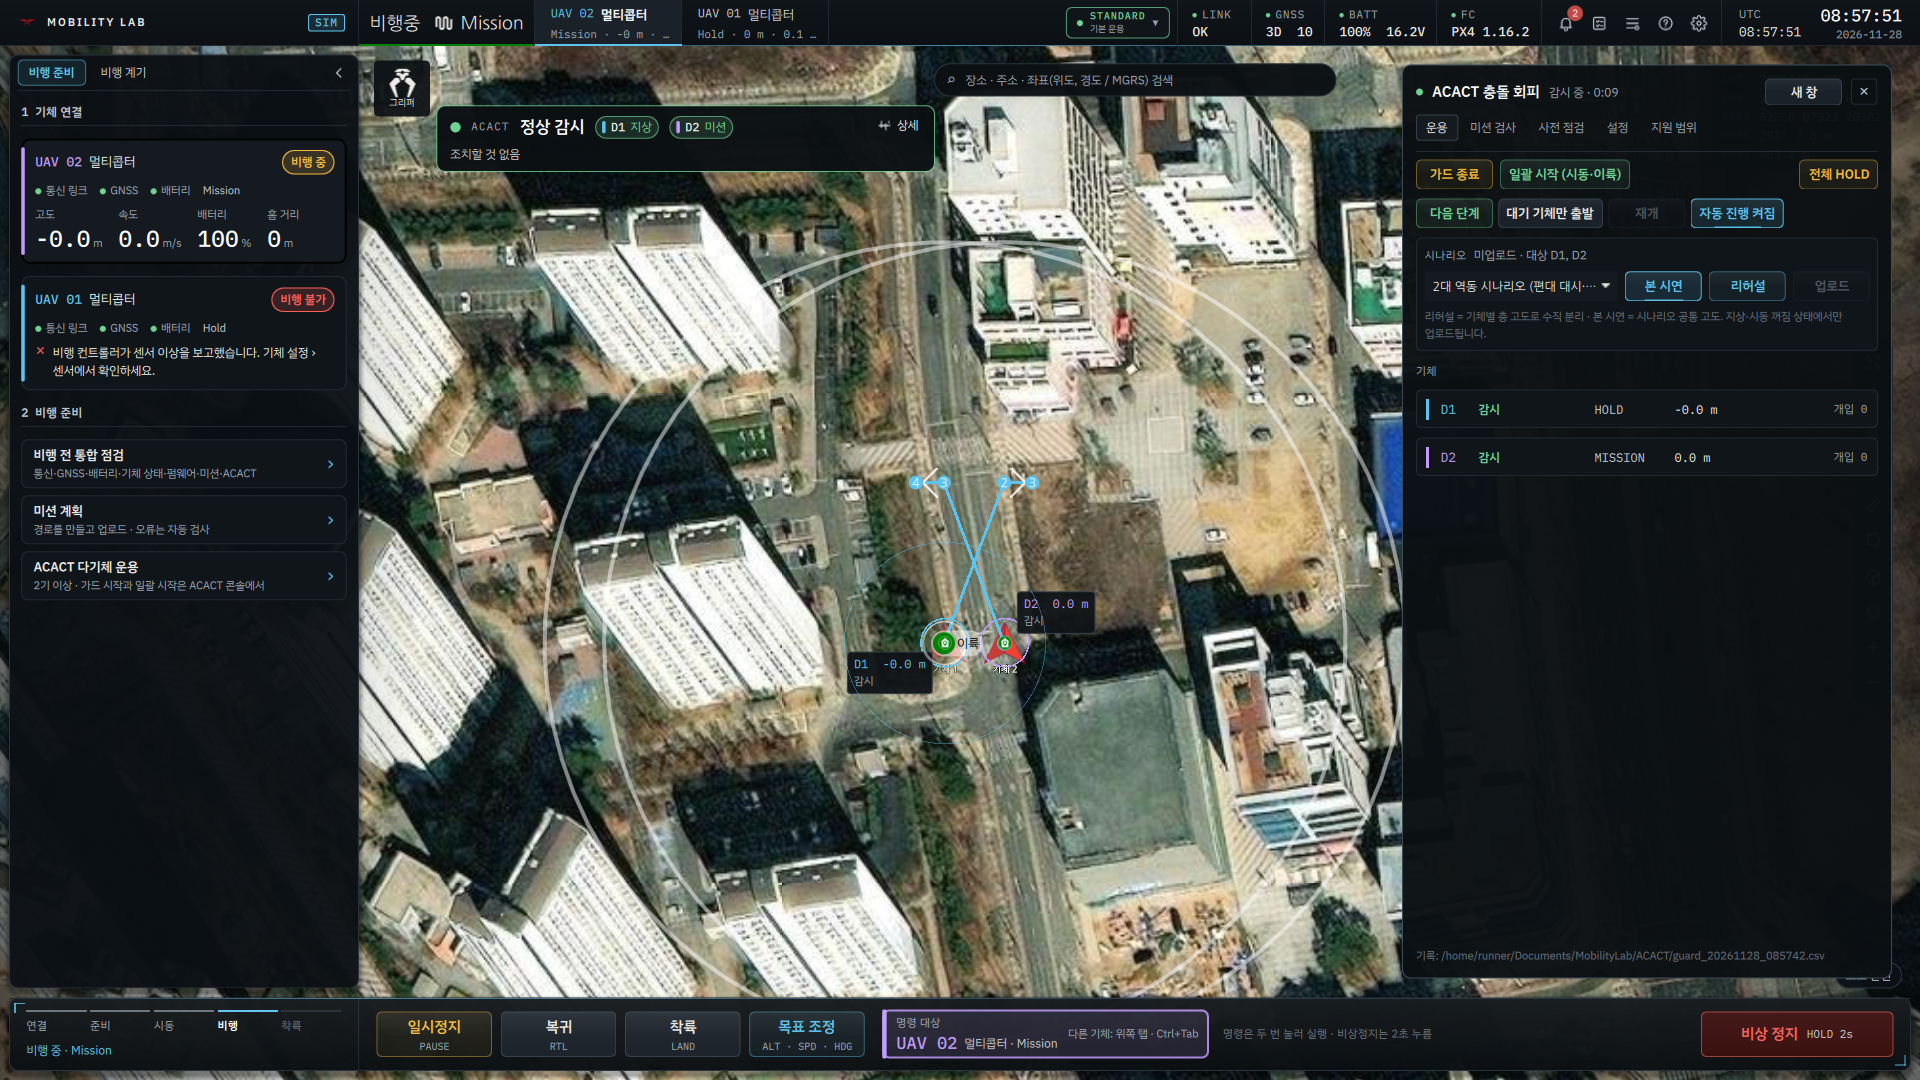 MOBILITY LAB
SIM
비행중 Mission
UAV 02 멀티콥터
Mission · -0 m · …
UAV 01 멀티콥터
Hold · 0 m · 0.1 …
STANDARD
기본 운용
LINK
OK
GNSS
3D 10
BATT
100% 16.2V
FC
PX4 1.16.2
2
UTC
08:57:51
08:57:51
2026-11-28
비행 준비
비행 계기
1 기체 연결
UAV 02 멀티콥터
비행 중
통신 링크 GNSS 배터리 Mission
고도 속도 배터리 홈 거리
-0.0 m 0.0 m/s 100 % 0 m
UAV 01 멀티콥터
비행 불가
통신 링크 GNSS 배터리 Hold
✕ 비행 컨트롤러가 센서 이상을 보고했습니다. 기체 설정 ›
센서에서 확인하세요.
2 비행 준비
비행 전 통합 점검
통신·GNSS·배터리·기체 상태·펌웨어·미션·ACACT
미션 계획
경로를 만들고 업로드 · 오류는 자동 검사
ACACT 다기체 운용
2기 이상 · 가드 시작과 일괄 시작은 ACACT 콘솔에서
그리퍼
장소 · 주소 · 좌표(위도, 경도 / MGRS) 검색
ACACT 정상 감시 D1 지상 D2 미션
상세
조치할 것 없음
4 3 2 3
D2 0.0 m
감시
이륙
D1 -0.0 m
감시
기체 2
ACACT 충돌 회피 감시 중 · 0:09
새 창
✕
운용 미션 검사 사전 점검 설정 지원 범위
가드 종료
일괄 시작 (시동·이륙)
전체 HOLD
다음 단계
대기 기체만 출발
재개
자동 진행 켜짐
시나리오 미업로드 · 대상 D1, D2
2대 역동 시나리오 (편대 대시·…
본 시연
리허설
업로드
리허설 = 기체별 층 고도로 수직 분리 · 본 시연 = 시나리오 공통 고도. 지상·시동 꺼짐 상태에서만
업로드됩니다.
기체
D1 감시 HOLD -0.0 m 개입 0
D2 감시 MISSION 0.0 m 개입 0
기록: /home/runner/Documents/MobilityLab/ACACT/guard_20261128_085742.csv
연결 준비 시동 비행 착륙
비행 중 · Mission
일시정지
PAUSE
복귀
RTL
착륙
LAND
목표 조정
ALT · SPD · HDG
명령 대상
UAV 02 멀티콥터 · Mission
다른 기체: 위쪽 탭 · Ctrl+Tab
명령은 두 번 눌러 실행 · 비상정지는 2초 누름
비상 정지 HOLD 2s